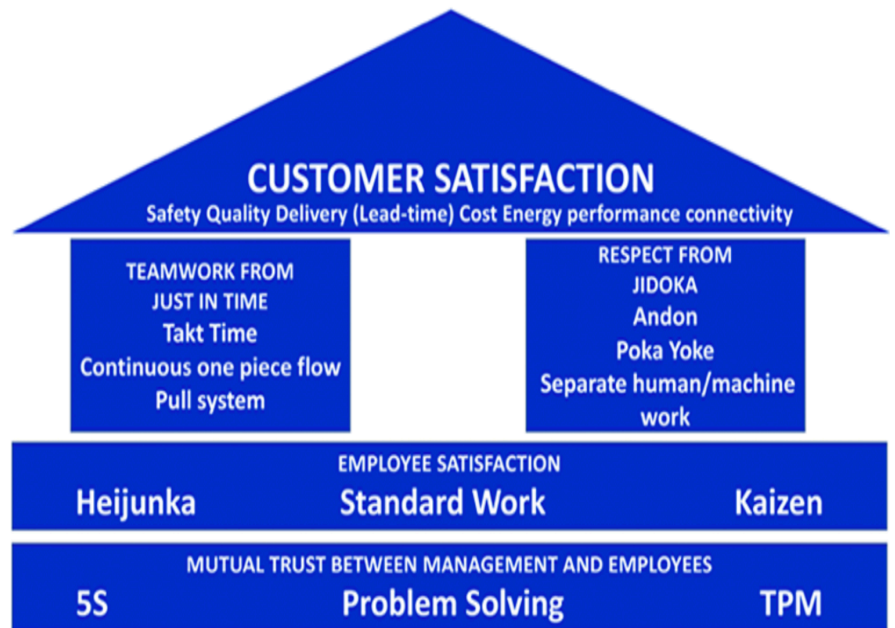 CUSTOMER SATISFACTION
Safety Quality Delivery (Lead-time) Cost Energy performance connectivity
TEAMWORK FROM
JUST IN TIME
Takt Time
Continuous one piece flow
Pull system
RESPECT FROM
JIDOKA
Andon
Poka Yoke
Separate human/machine
work
EMPLOYEE SATISFACTION
Heijunka Standard Work Kaizen
MUTUAL TRUST BETWEEN MANAGEMENT AND EMPLOYEES
5S Problem Solving TPM